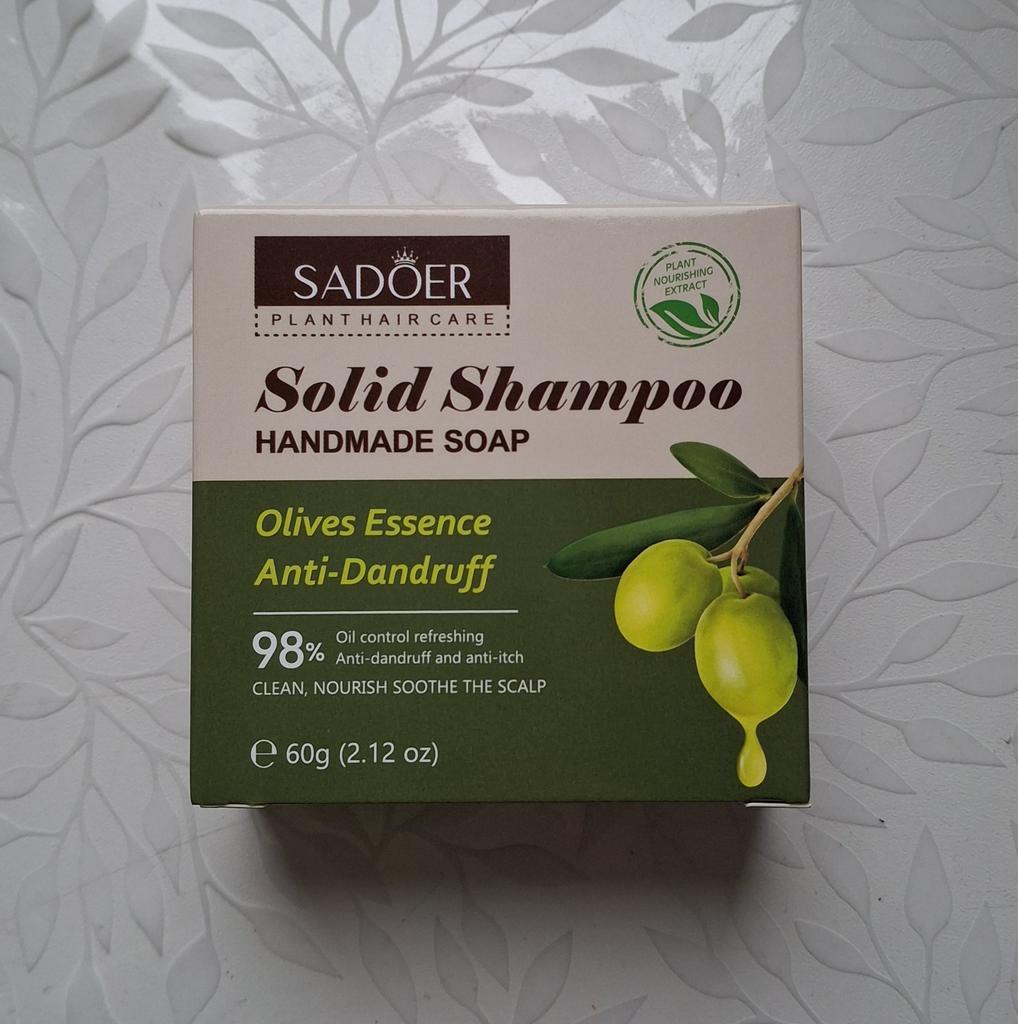 SADOER
PLANT HAIR CARE
PLANT
NOURISHING
EXTRACT
Solid Shampoo
HANDMADE SOAP
Olives Essence
Anti-Dandruff
98% Oil control refreshing
Anti-dandruff and anti-itch
CLEAN, NOURISH SOOTHE THE SCALP
℮ 60g (2.12 oz)